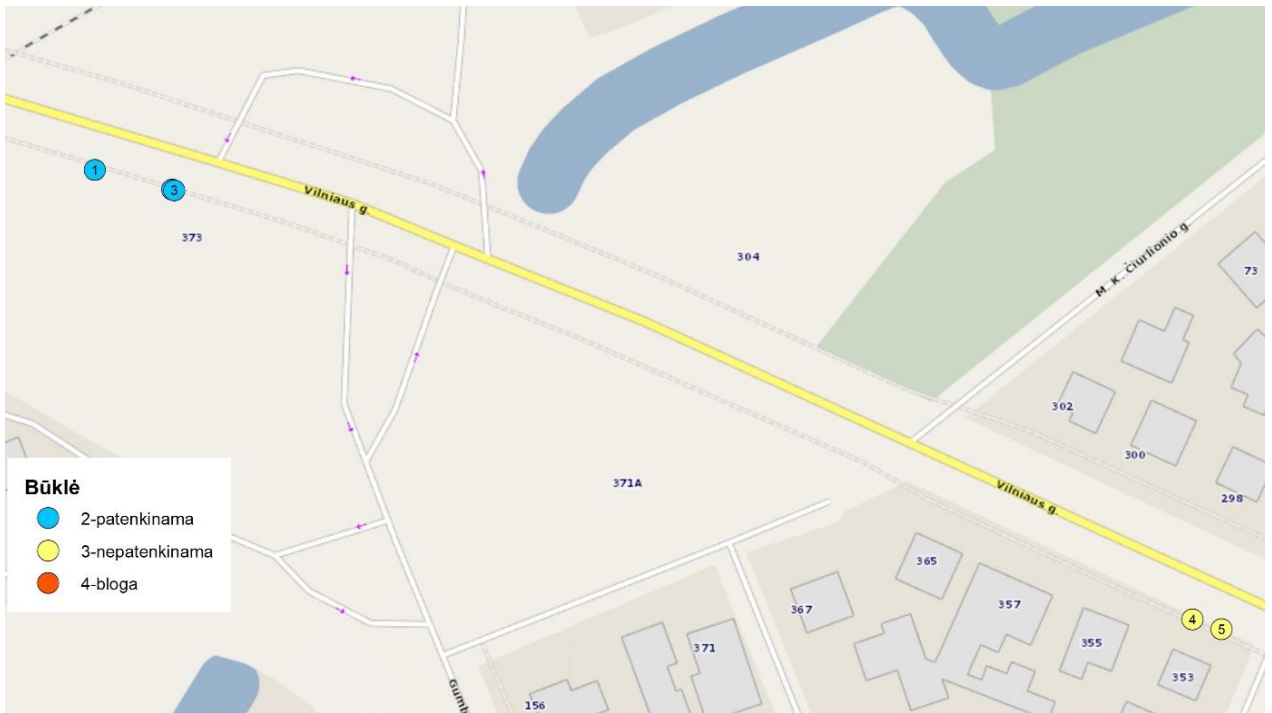 1
3
Vilniaus g.
373
304
M. K. Čiurlionio g.
73
302
300
298
371A
Vilniaus g.
Būklė
2-patenkinama
3-nepatenkinama
4-bloga
365
367
357
355
353
4
5
371
156
Gumb